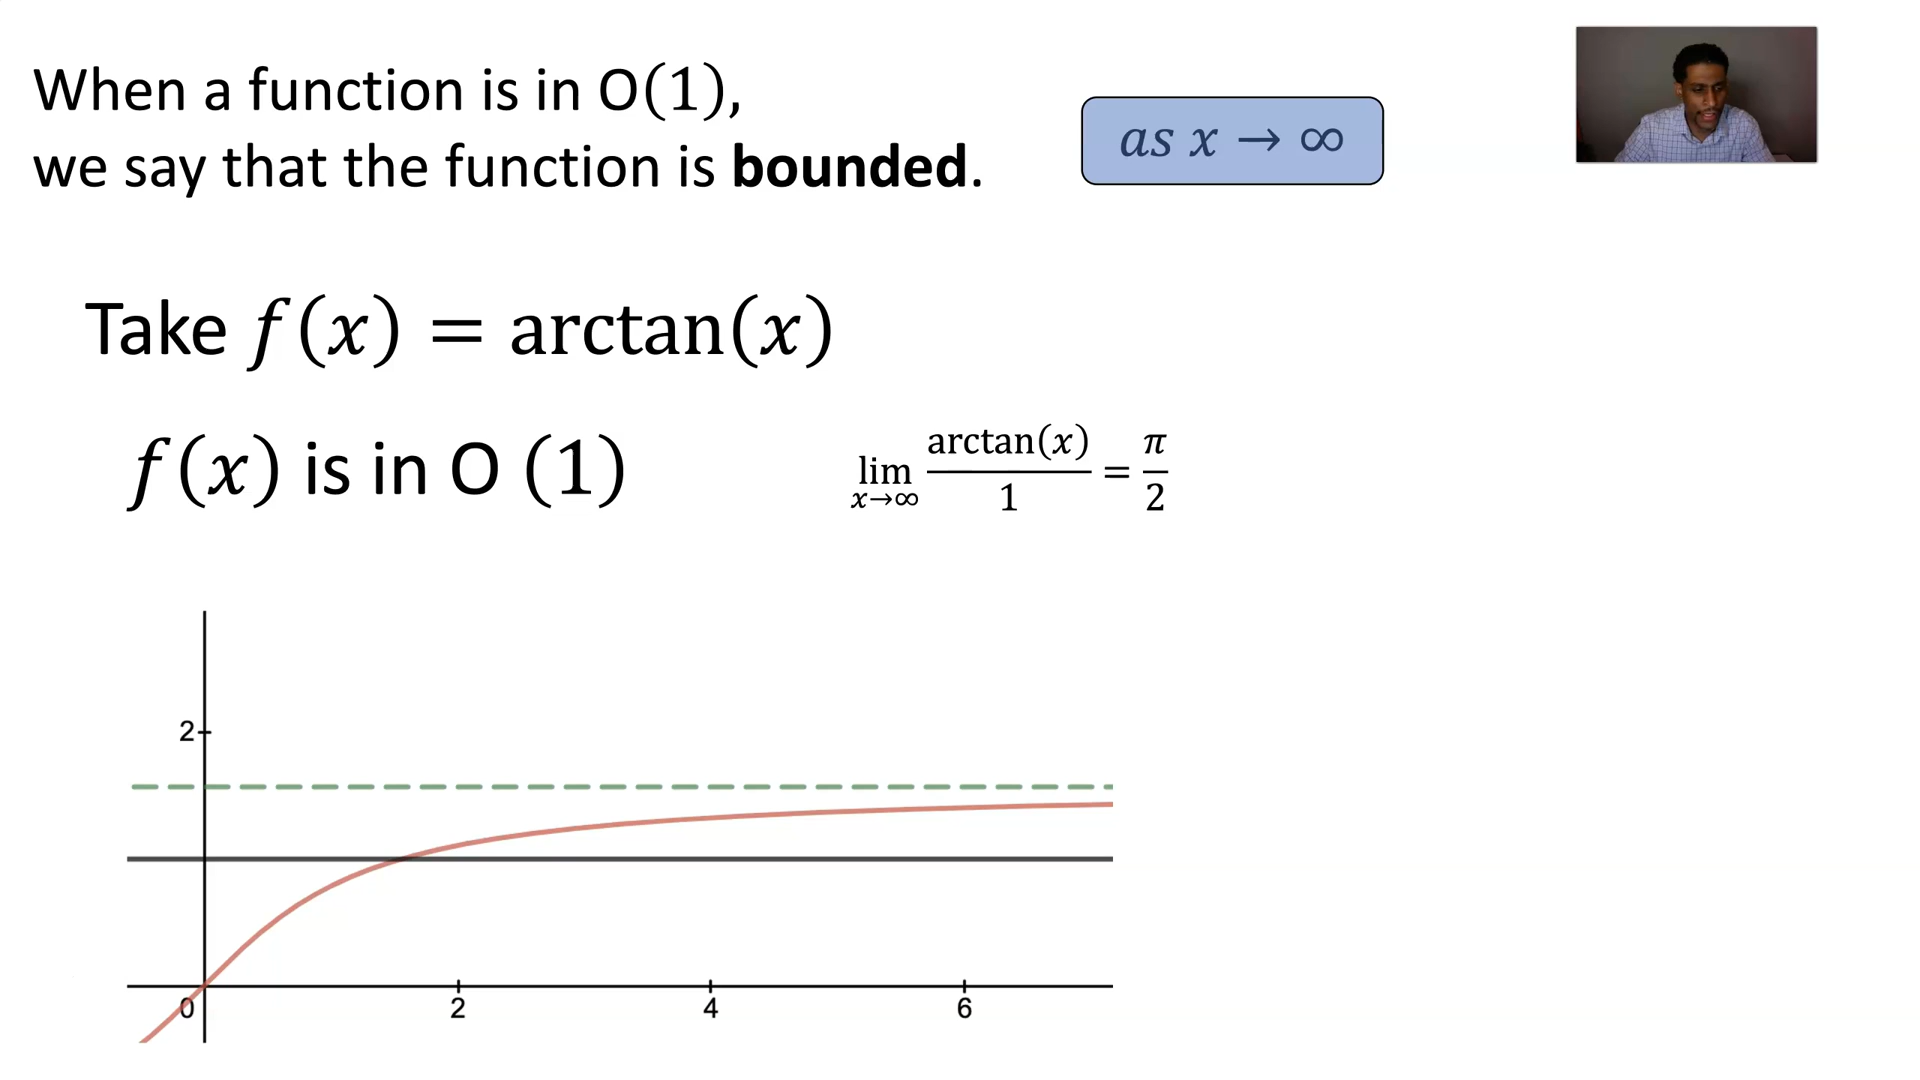 When a function is in O(1),
we say that the function is bounded.
as x → ∞
Take f(x) = arctan(x)
f(x) is in O (1)
lim x→∞ arctan(x)/1 = π/2
2
0
2
4
6